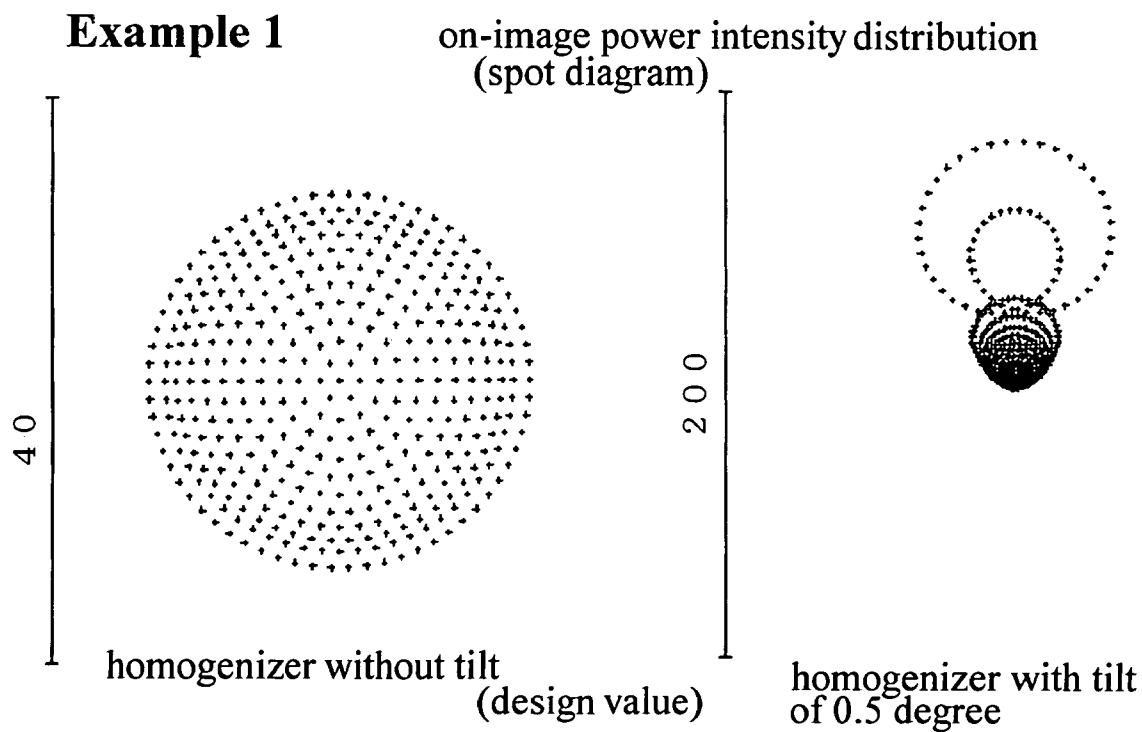 Example 1
on-image power intensity distribution
(spot diagram)
40
200
homogenizer without tilt
(design value)
homogenizer with tilt
of 0.5 degree